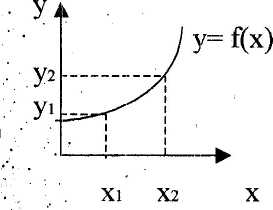 y
y= f(x)
y2
y1
x1 x2 x